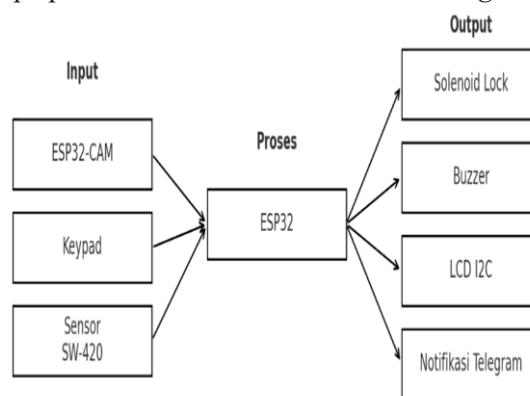 Output
Input
Solenoid Lock
ESP32-CAM
Proses
Buzzer
Keypad
ESP32
LCD I2C
Sensor
SW-420
Notifikasi Telegram